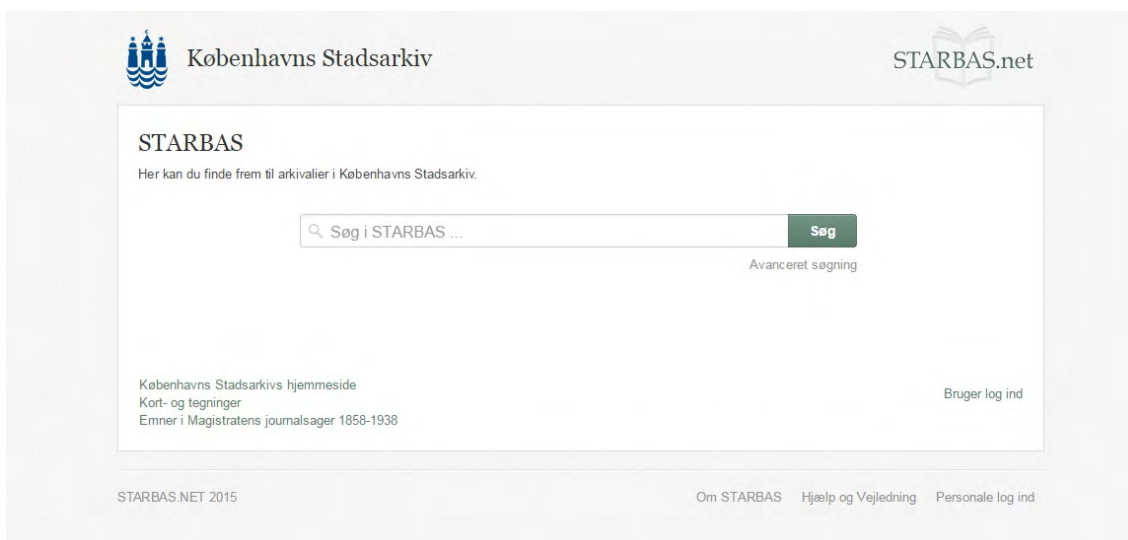 Københavns Stadsarkiv
STARBAS.net
STARBAS
Her kan du finde frem til arkivalier i Københavns Stadsarkiv.
Søg i STARBAS ...
Søg
Avanceret søgning
Københavns Stadsarkivs hjemmeside
Kort- og tegninger
Emner i Magistratens journalsager 1858-1938
Bruger log ind
STARBAS.NET 2015
Om STARBAS
Hjælp og Vejledning
Personale log ind